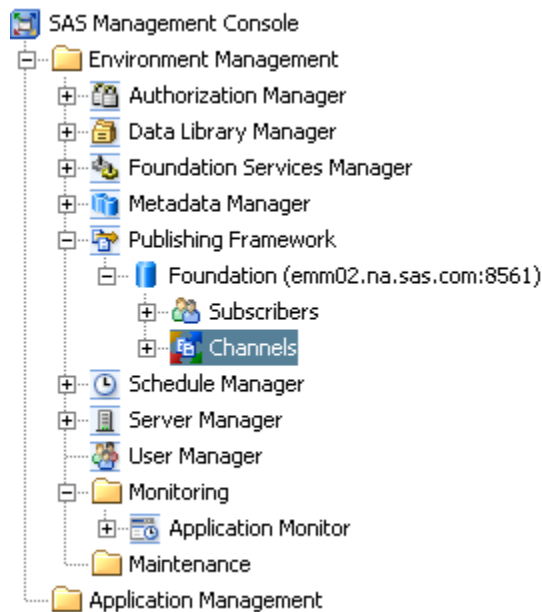 SAS Management Console
Environment Management
Authorization Manager
Data Library Manager
Foundation Services Manager
Metadata Manager
Publishing Framework
Foundation (emm02.na.sas.com:8561)
Subscribers
Channels
Schedule Manager
Server Manager
User Manager
Monitoring
Application Monitor
Maintenance
Application Management